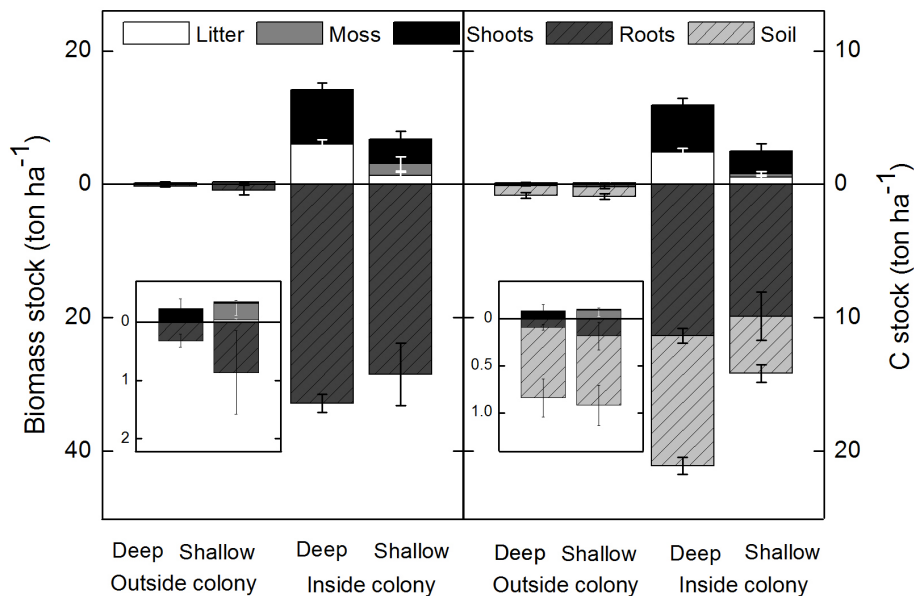 Litter Moss Shoots Roots Soil
Biomass stock (ton ha⁻¹)
20
0
20
40
0
1
2
0
0.5
1.0
10
0
10
20
C stock (ton ha⁻¹)
Deep Shallow Deep Shallow Deep Shallow Deep Shallow
Outside colony Inside colony Outside colony Inside colony